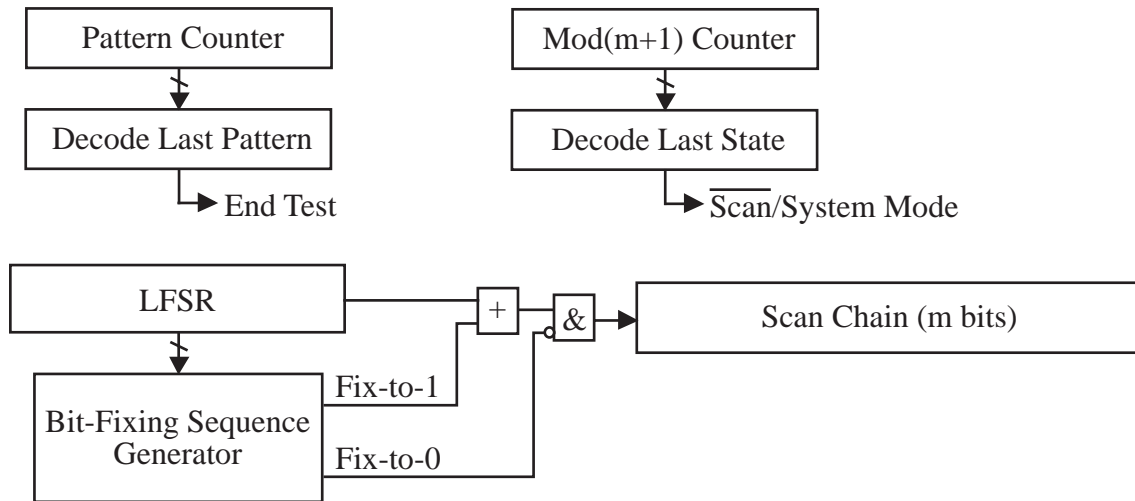 Pattern Counter
Mod(m+1) Counter
Decode Last Pattern
Decode Last State
End Test
Scan/System Mode
LFSR
+
&
Scan Chain (m bits)
Fix-to-1
Bit-Fixing Sequence
Generator
Fix-to-0